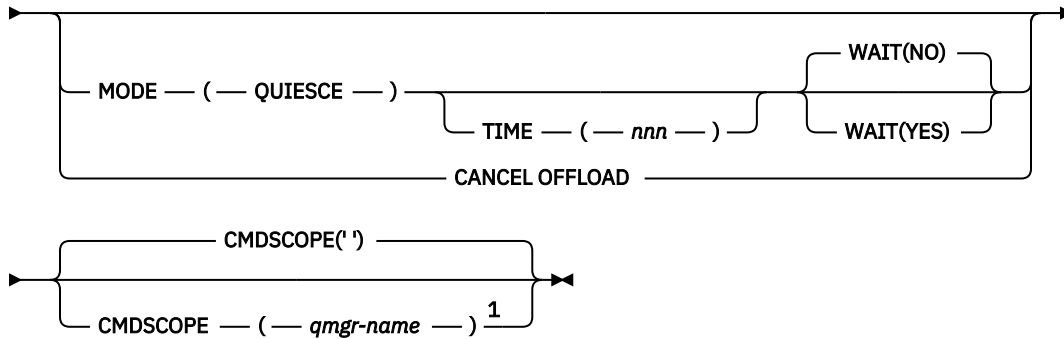 WAIT(NO)
MODE ( QUIESCE )
TIME ( nnn )
WAIT(YES)
CANCEL OFFLOAD
CMDSCOPE(' ')
CMDSCOPE ( qmgr-name ) 1